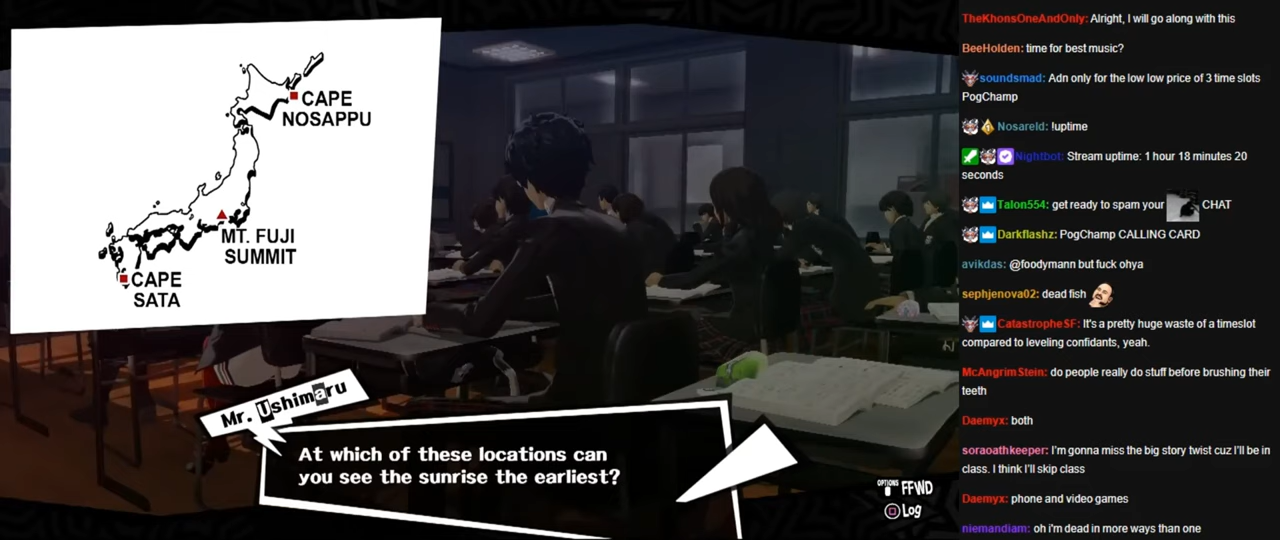 CAPE
NOSAPPU
MT. FUJI
SUMMIT
CAPE
SATA
Mr. Ushimaru
At which of these locations can
you see the sunrise the earliest?
OPTIONS FFWD
Log
TheKhonsOneAndOnly: Alright, I will go along with this
BeeHolden: time for best music?
soundsmad: Adn only for the low low price of 3 time slots
PogChamp
Nosareld: !uptime
Nightbot: Stream uptime: 1 hour 18 minutes 20
seconds
Talon554: get ready to spam your CHAT
Darkflashz: PogChamp CALLING CARD
avikdas: @foodymann but fuck ohya
sephjenova02: dead fish
CatastropheSF: It's a pretty huge waste of a timeslot
compared to leveling confidants, yeah.
McAngrimStein: do people really do stuff before brushing their
teeth
Daemyx: both
soraoathkeeper: I'm gonna miss the big story twist cuz I'll be in
class. I think I'll skip class
Daemyx: phone and video games
niemandiam: oh i'm dead in more ways than one